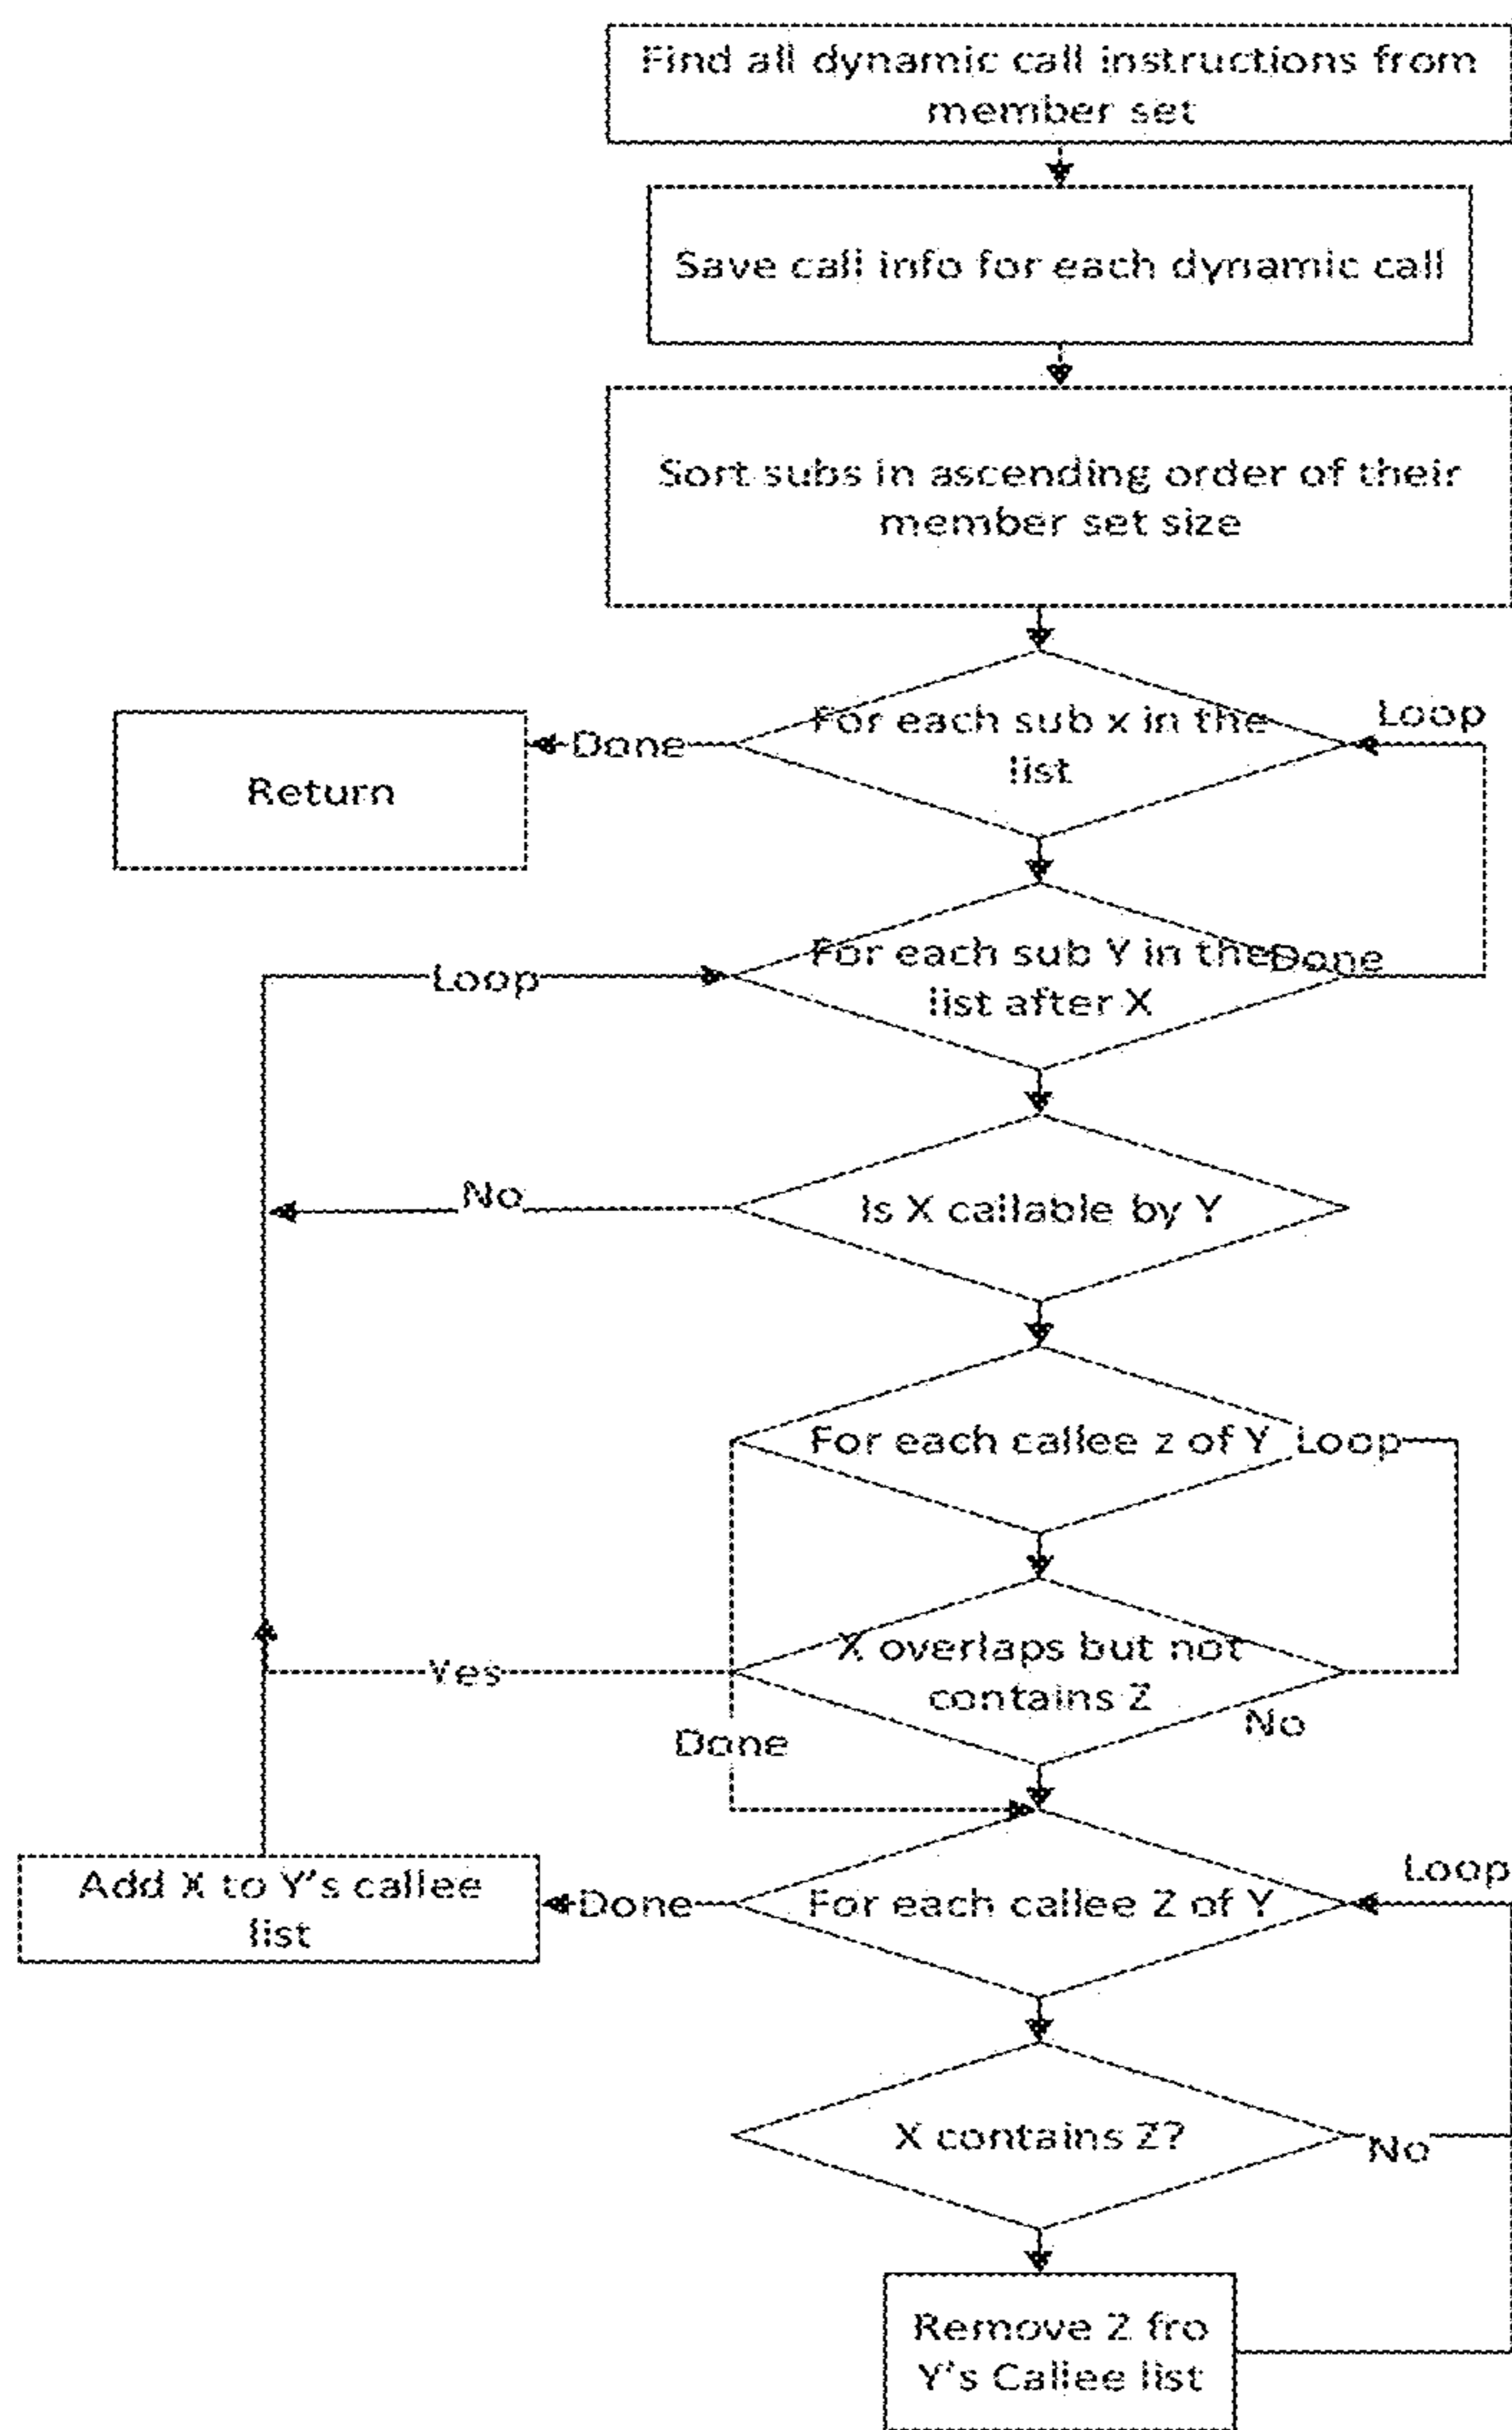 Find all dynamic call instructions from
member set
Save call info for each dynamic call
Sort subs in ascending order of their
member set size
For each sub x in the
list
Loop
Done
Return
For each sub Y in the
list after X
Done
Loop
Is X callable by Y
No
For each callee z of Y
Loop
X overlaps but not
contains Z
Yes
No
Done
For each callee Z of Y
Loop
Done
Add X to Y's callee
list
X contains Z?
No
Remove Z fro
Y's Callee list